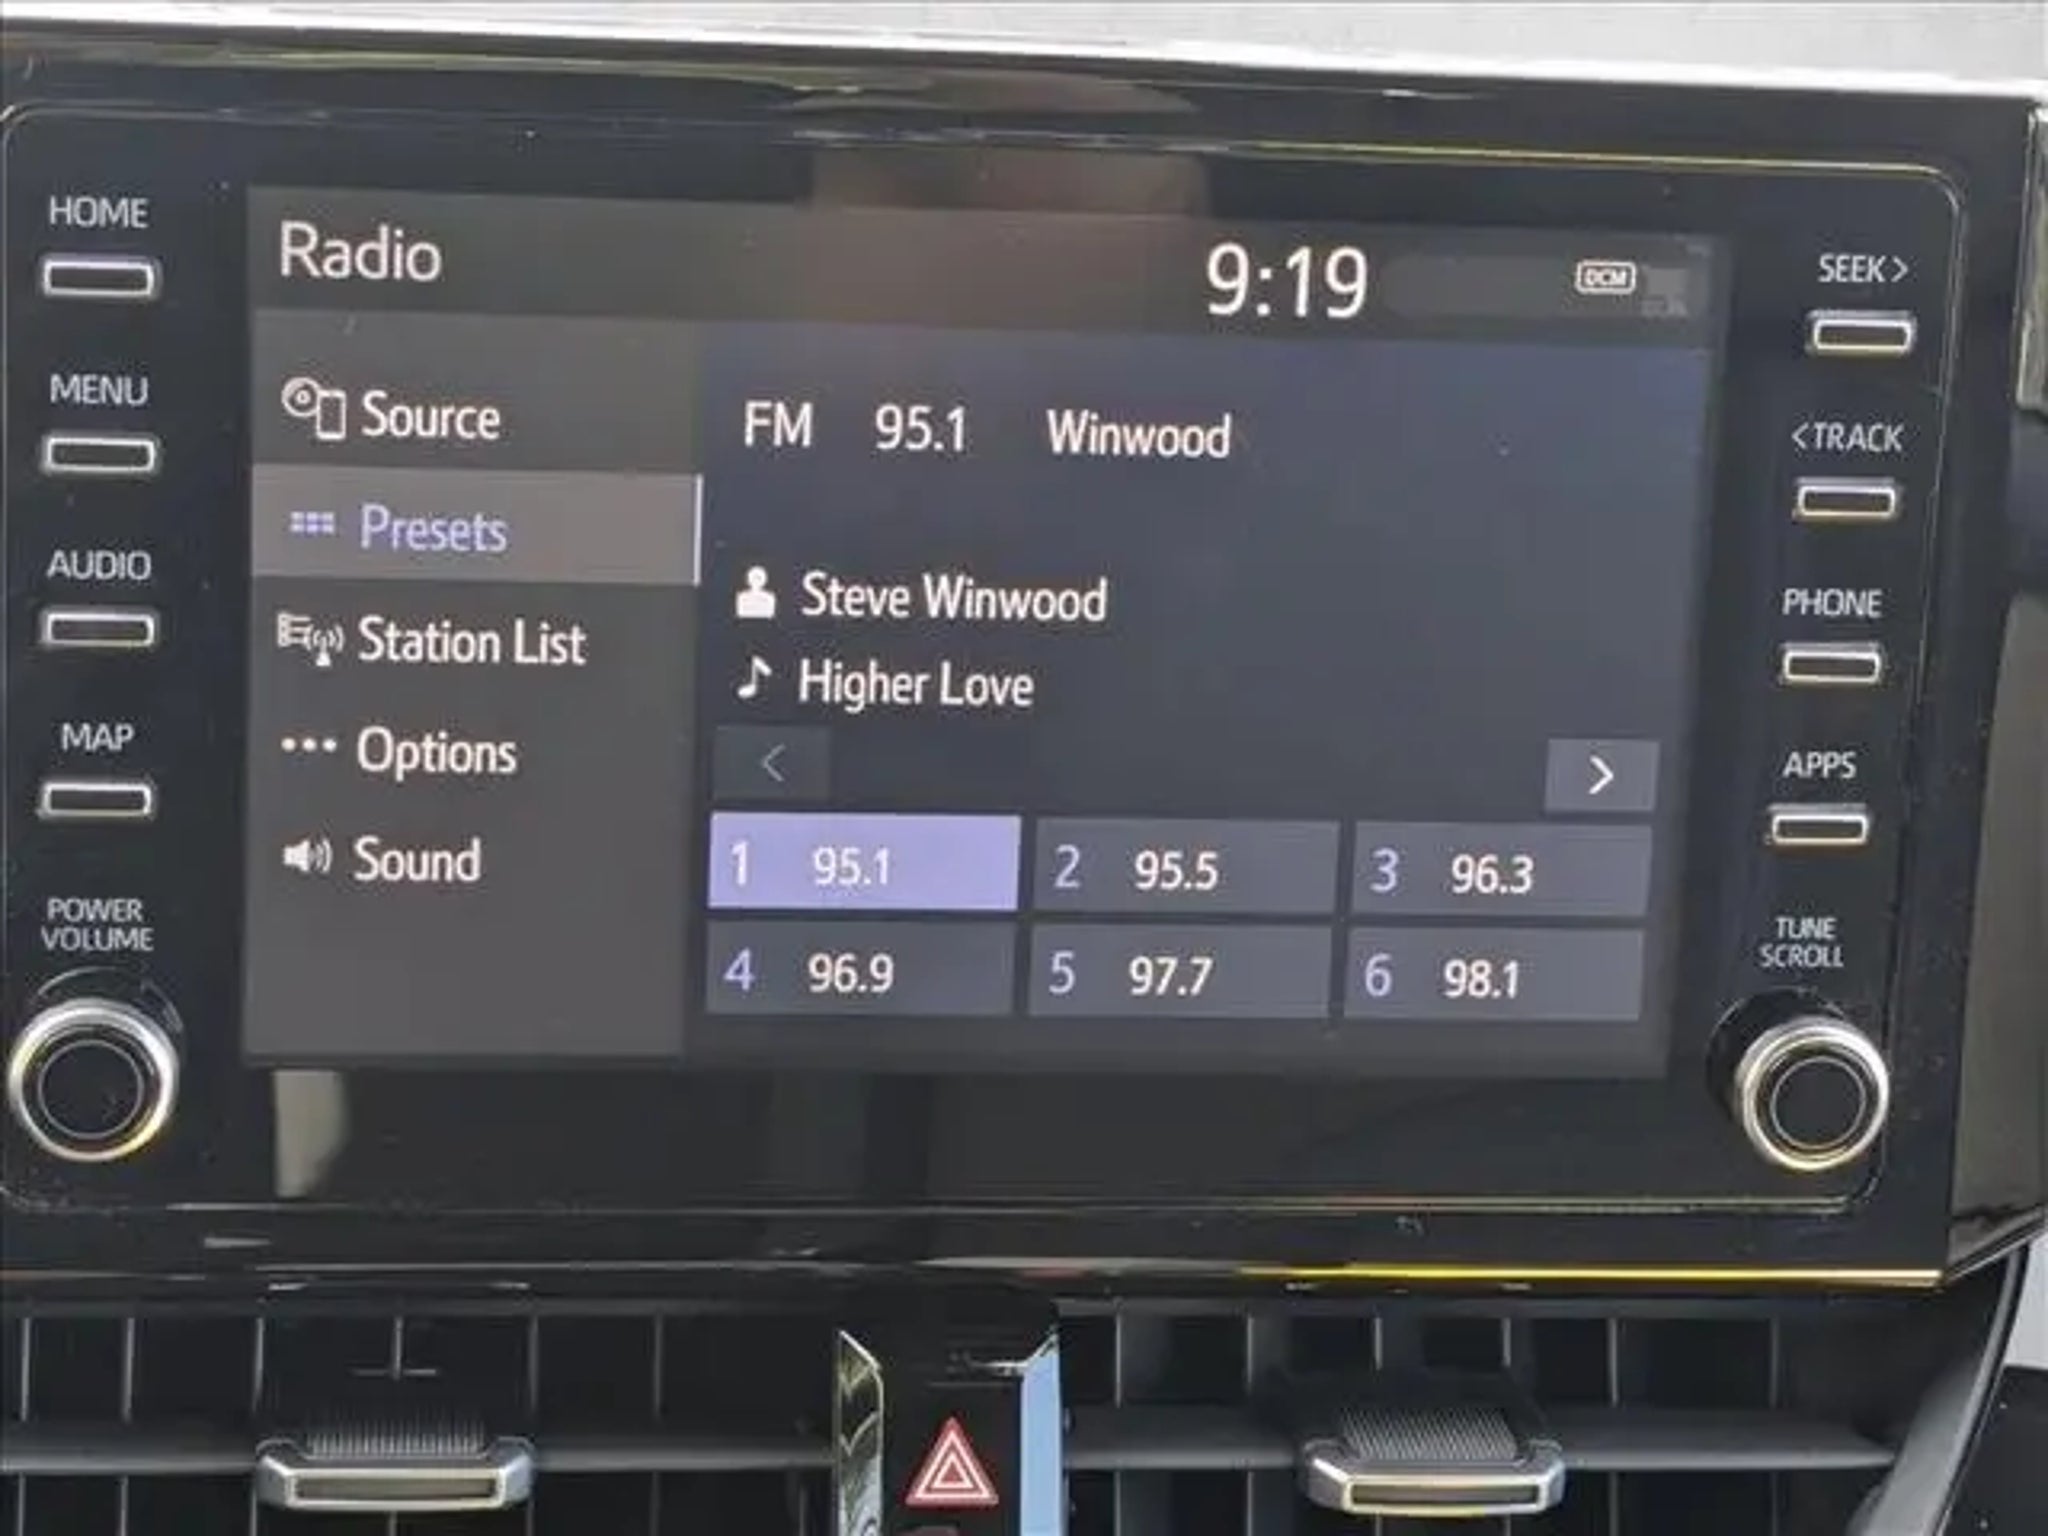 HOME
MENU
AUDIO
MAP
POWER
VOLUME
Radio
9:19
DCM
Source
Presets
Station List
Options
Sound
FM 95.1 Winwood
Steve Winwood
Higher Love
< >
1 95.1 2 95.5 3 96.3
4 96.9 5 97.7 6 98.1
SEEK>
<TRACK
PHONE
APPS
TUNE
SCROLL